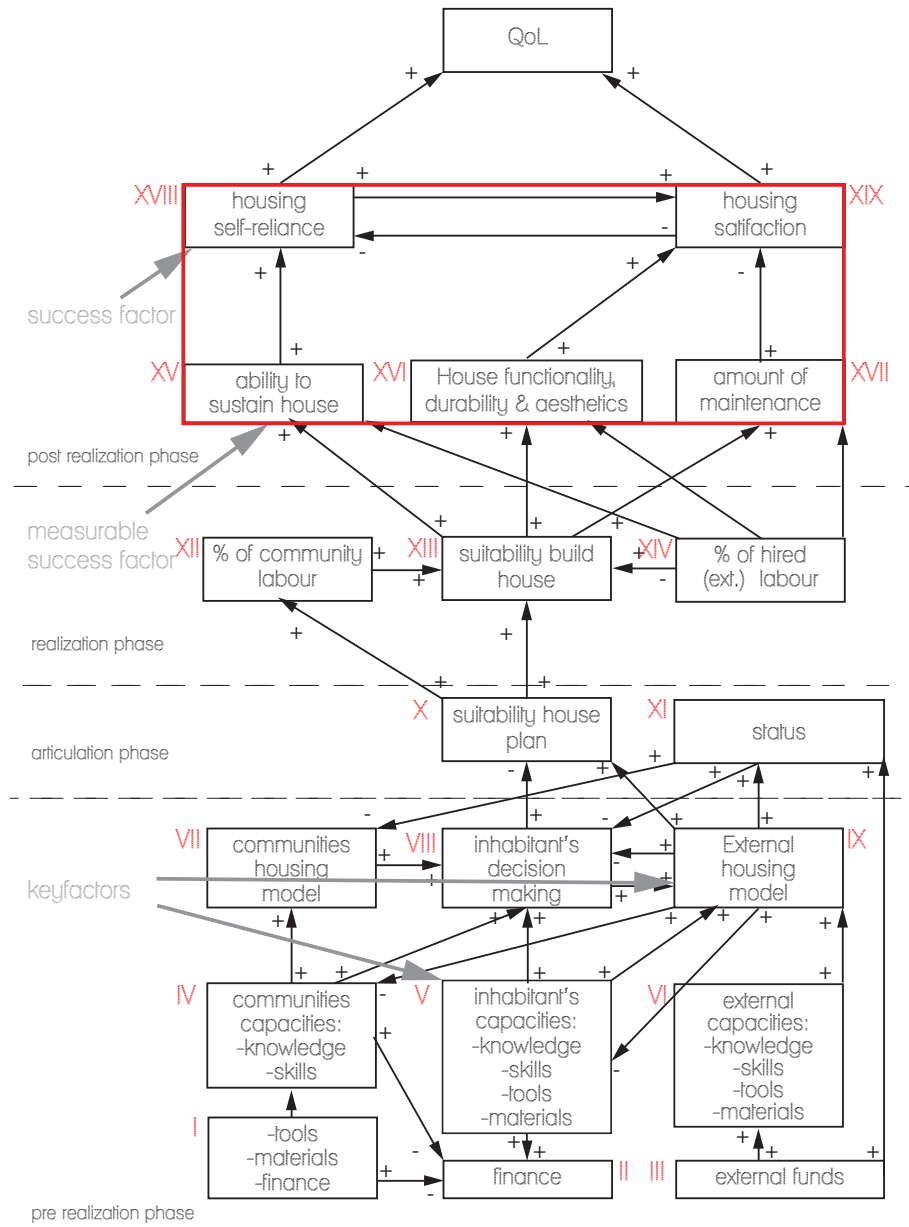 QoL
+ +
+ +
XVIII
housing
self-reliance
+ +
- -
housing
satifaction
XIX
success factor
+ + -
+ + +
XV
ability to
sustain house
XVI
House functionality,
durability & aesthetics
amount of
maintenance
XVII
+ + +
post realization phase
measurable
success factor
+ + +
XII
% of community
labour
+
+
XIII
suitability build
house
+
XIV
-
% of hired
(ext.) labour
+ +
realization phase
+ +
X
suitability house
plan
XI
status
articulation phase
- + + + + +
- + - + +
VII
communities
housing
model
+
+
VIII
inhabitant's
decision
making
+
-
+
+
External
housing
model
IX
keyfactors
+ + + + + + +
+ + + + +
IV
communities
capacities:
-knowledge
-skills
-
+
V
inhabitant's
capacities:
-knowledge
-skills
-tools
-materials
-
VI
external
capacities:
-knowledge
-skills
-tools
-materials
I
-tools
-materials
-finance
+
-
-
+ +
finance
II
III
+ +
external funds
pre realization phase